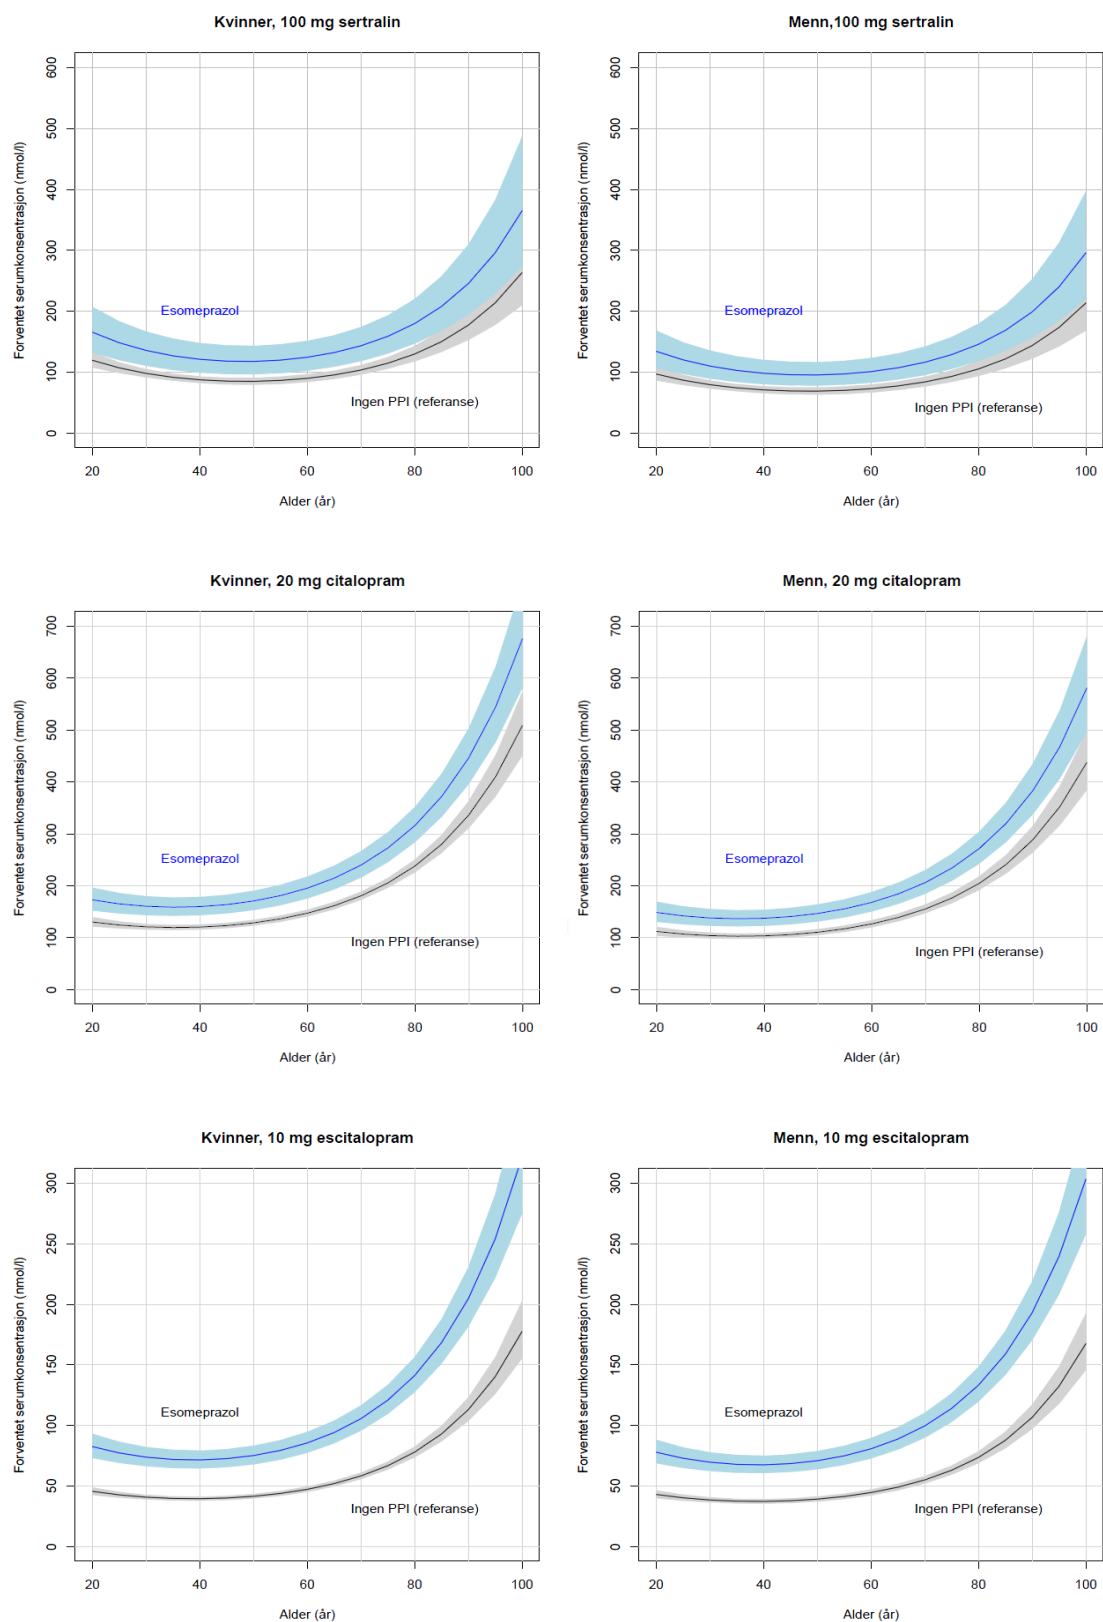 Kvinner, 100 mg sertralin
Forventet serumkonsentrasjon (nmol/l)
600
500
400
300
200
100
0
Esomeprazol
Ingen PPI (referanse)
20 40 60 80 100
Alder (år)
Menn,100 mg sertralin
Forventet serumkonsentrasjon (nmol/l)
600
500
400
300
200
100
0
Esomeprazol
Ingen PPI (referanse)
20 40 60 80 100
Alder (år)
Kvinner, 20 mg citalopram
Forventet serumkonsentrasjon (nmol/l)
700
600
500
400
300
200
100
0
Esomeprazol
Ingen PPI (referanse)
20 40 60 80 100
Alder (år)
Menn, 20 mg citalopram
Forventet serumkonsentrasjon (nmol/l)
700
600
500
400
300
200
100
0
Esomeprazol
Ingen PPI (referanse)
20 40 60 80 100
Alder (år)
Kvinner, 10 mg escitalopram
Forventet serumkonsentrasjon (nmol/l)
300
250
200
150
100
50
0
Esomeprazol
Ingen PPI (referanse)
20 40 60 80 100
Alder (år)
Menn, 10 mg escitalopram
Forventet serumkonsentrasjon (nmol/l)
300
250
200
150
100
50
0
Esomeprazol
Ingen PPI (referanse)
20 40 60 80 100
Alder (år)